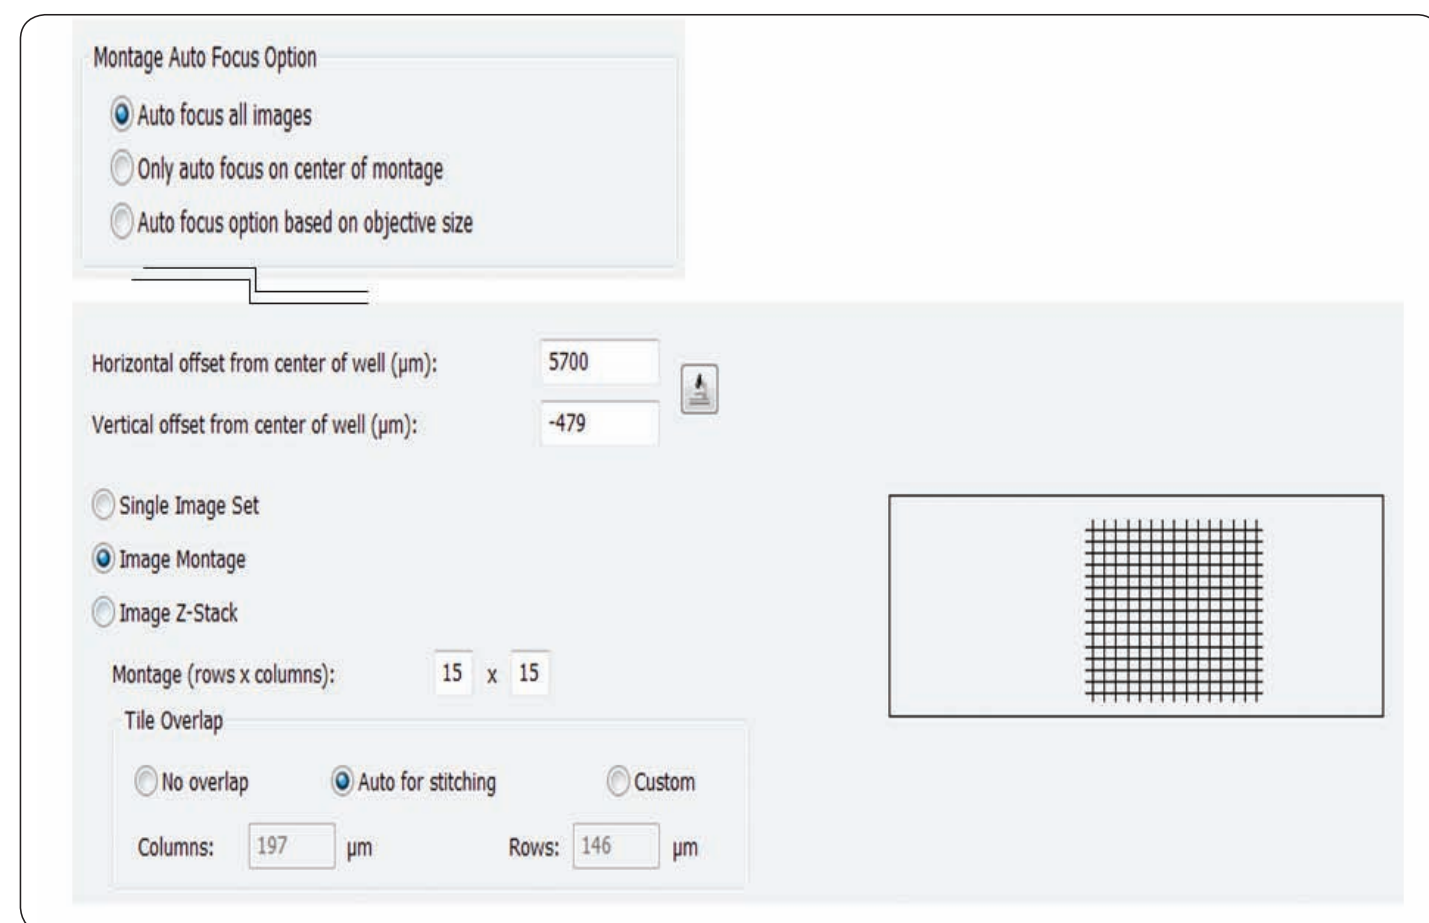 Montage Auto Focus Option
Auto focus all images
Only auto focus on center of montage
Auto focus option based on objective size
Horizontal offset from center of well (µm): 5700
Vertical offset from center of well (µm): -479
Single Image Set
Image Montage
Image Z-Stack
Montage (rows x columns): 15 x 15
Tile Overlap
No overlap Auto for stitching Custom
Columns: 197 µm Rows: 146 µm